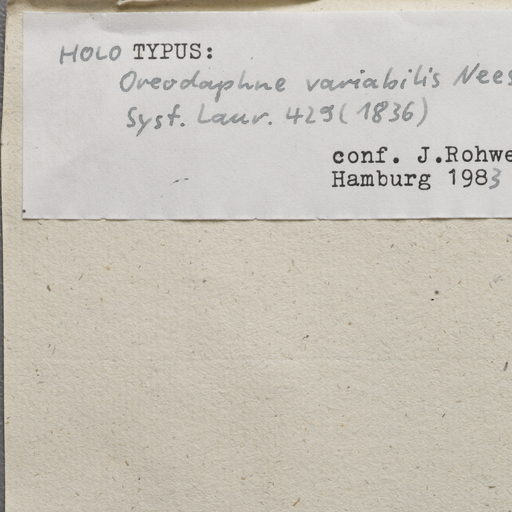 HOLO TYPUS:
Oreodaphne variabilis Nees
Syst. Laur. 429 (1836)
conf. J.Rohwe
Hamburg 1983